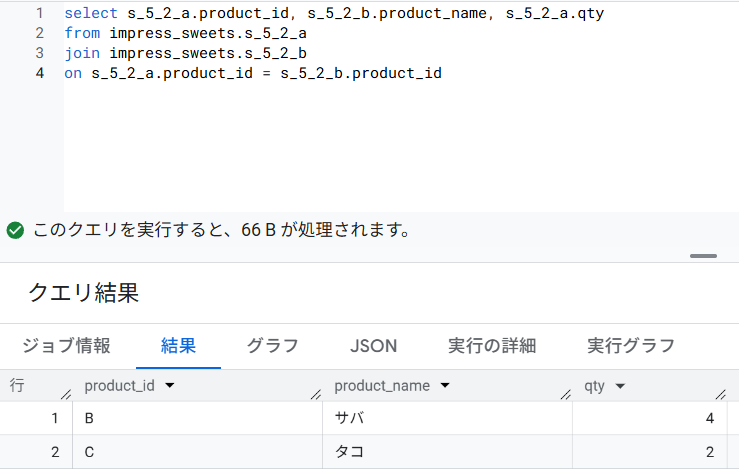 1 select s_5_2_a.product_id, s_5_2_b.product_name, s_5_2_a.qty
2 from impress_sweets.s_5_2_a
3 join impress_sweets.s_5_2_b
4 on s_5_2_a.product_id = s_5_2_b.product_id
このクエリを実行すると、66 B が処理されます。
クエリ結果
ジョブ情報 結果 グラフ JSON 実行の詳細 実行グラフ
行 product_id product_name qty
1 B サバ 4
2 C タコ 2